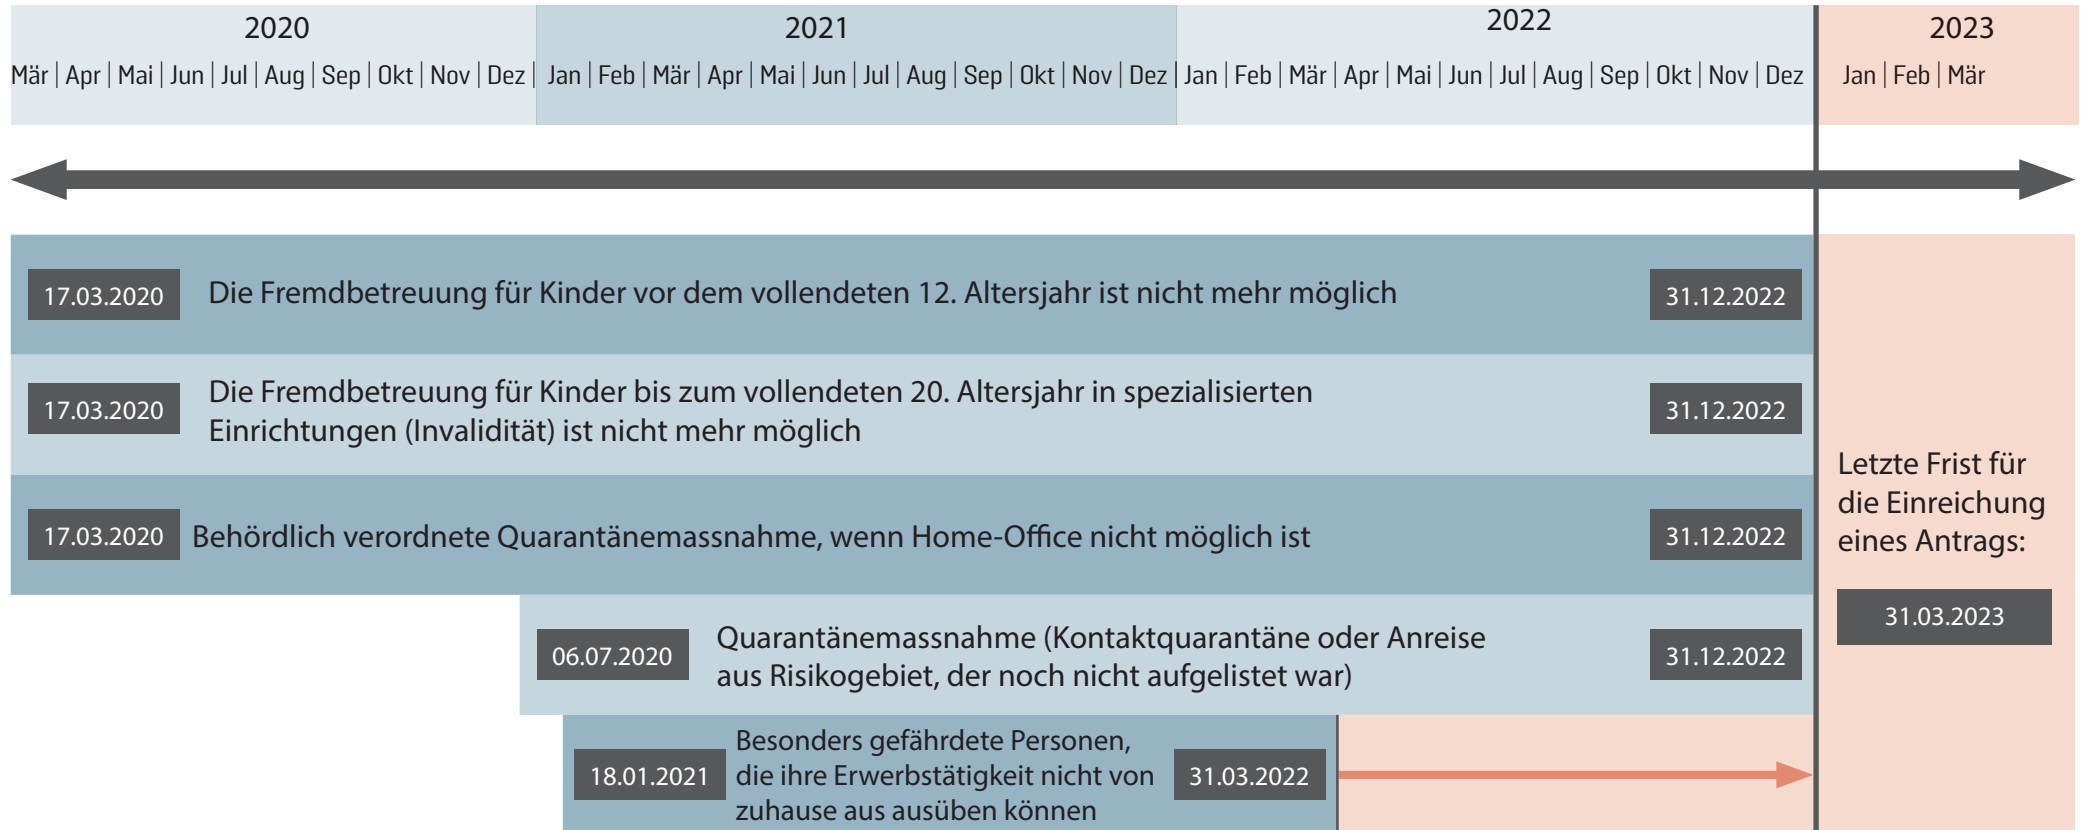 2020
2021
2022
2023
Mär | Apr | Mai | Jun | Jul | Aug | Sep | Okt | Nov | Dez | Jan | Feb | Mär | Apr | Mai | Jun | Jul | Aug | Sep | Okt | Nov | Dez | Jan | Feb | Mär | Apr | Mai | Jun | Jul | Aug | Sep | Okt | Nov | Dez
Jan | Feb | Mär
17.03.2020
Die Fremdbetreuung für Kinder vor dem vollendeten 12. Altersjahr ist nicht mehr möglich
31.12.2022
17.03.2020
Die Fremdbetreuung für Kinder bis zum vollendeten 20. Altersjahr in spezialisierten
Einrichtungen (Invalidität) ist nicht mehr möglich
31.12.2022
17.03.2020
Behördlich verordnete Quarantänemassnahme, wenn Home-Office nicht möglich ist
31.12.2022
06.07.2020
Quarantänemassnahme (Kontaktquarantäne oder Anreise
aus Risikogebiet, der noch nicht aufgelistet war)
31.12.2022
18.01.2021
Besonders gefährdete Personen,
die ihre Erwerbstätigkeit nicht von
zuhause aus ausüben können
31.03.2022
Letzte Frist für
die Einreichung
eines Antrags:
31.03.2023